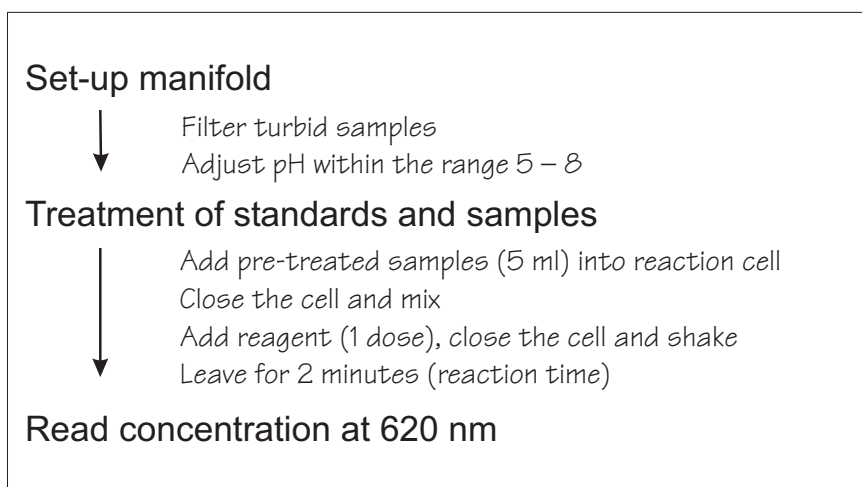 Set-up manifold
Filter turbid samples
Adjust pH within the range 5 – 8
Treatment of standards and samples
Add pre-treated samples (5 ml) into reaction cell
Close the cell and mix
Add reagent (1 dose), close the cell and shake
Leave for 2 minutes (reaction time)
Read concentration at 620 nm